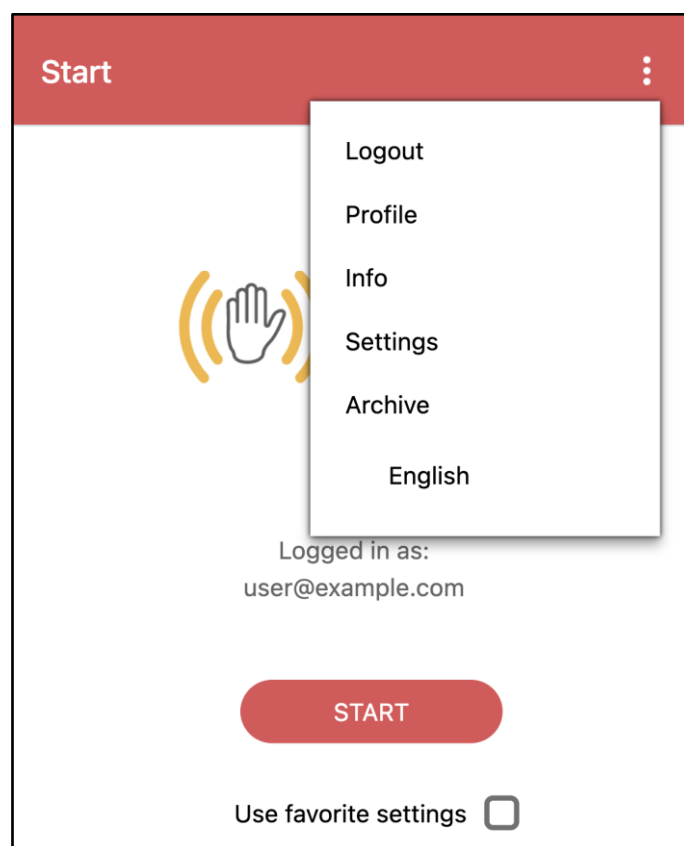 Start
Logout
Profile
Info
Settings
Archive
English
Logged in as:
user@example.com
START
Use favorite settings